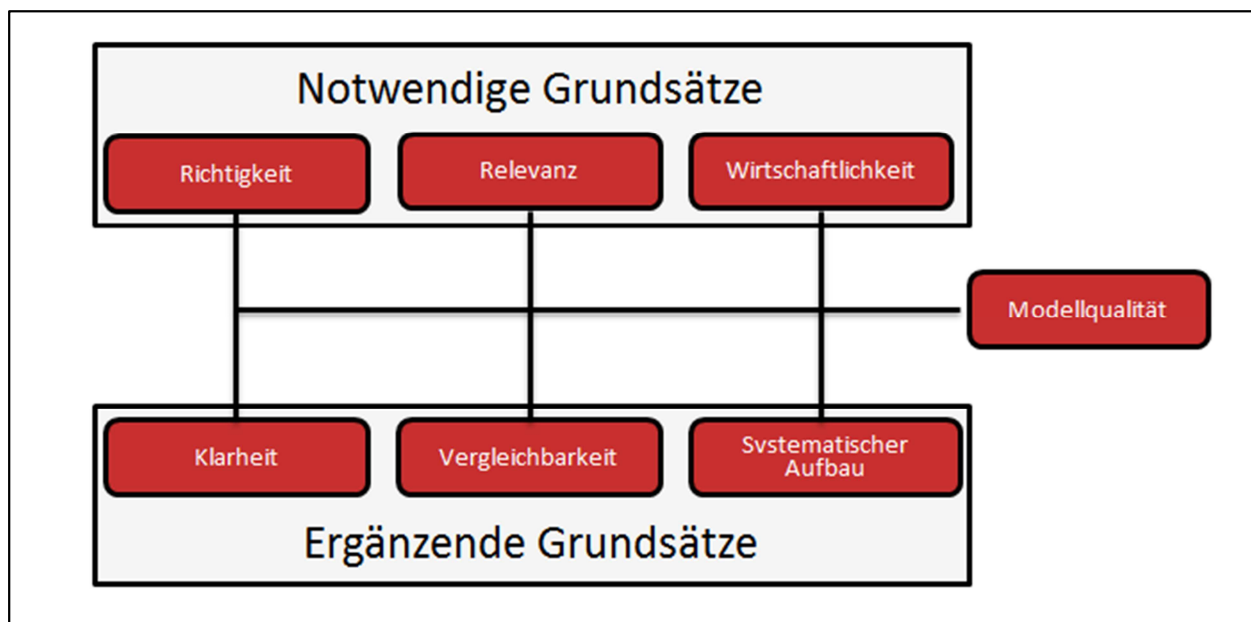 Notwendige Grundsätze
Richtigkeit
Relevanz
Wirtschaftlichkeit
Modellqualität
Klarheit
Vergleichbarkeit
Systematischer
Aufbau
Ergänzende Grundsätze